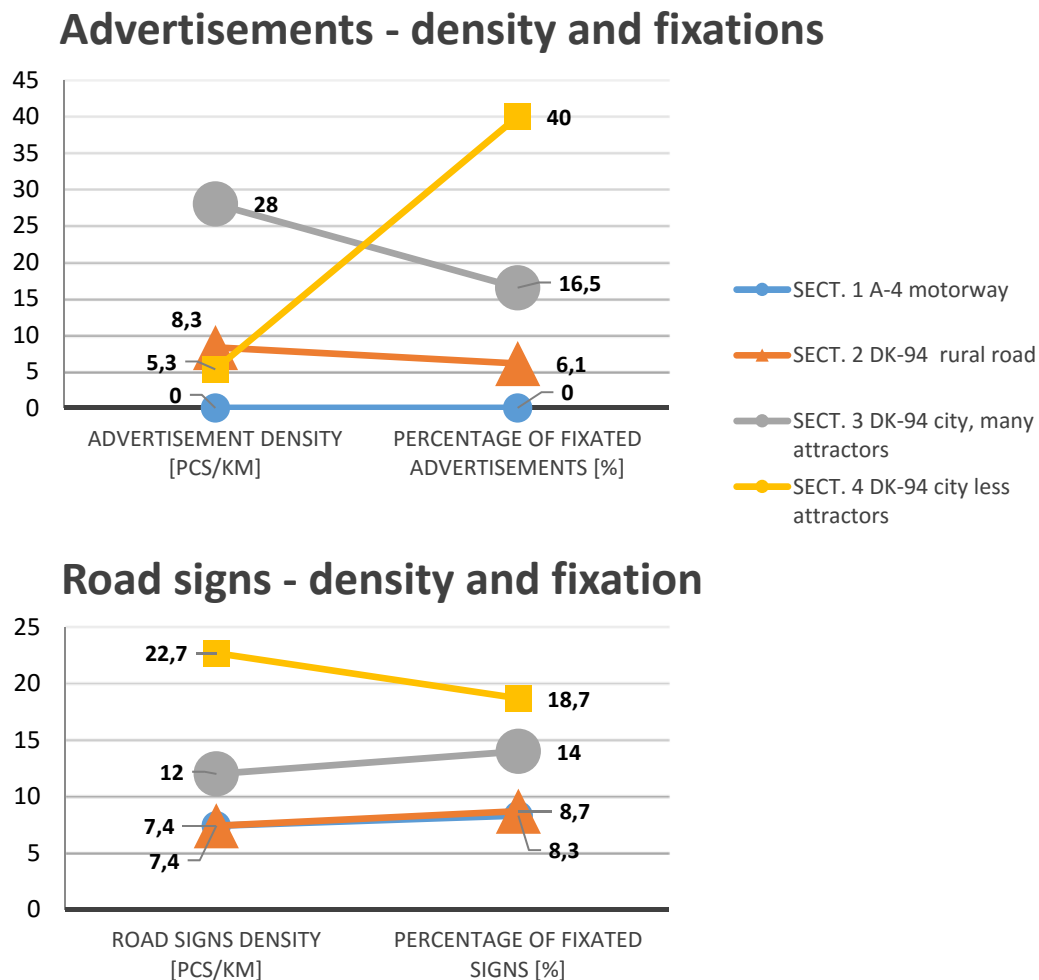 Advertisements - density and fixations
45
40
35
30
25
20
15
10
5
0
40
28
16,5
8,3
5,3
6,1
0
0
ADVERTISEMENT DENSITY
[PCS/KM]
PERCENTAGE OF FIXATED
ADVERTISEMENTS [%]
SECT. 1 A-4 motorway
SECT. 2 DK-94 rural road
SECT. 3 DK-94 city, many
attractors
SECT. 4 DK-94 city less
attractors
Road signs - density and fixation
25
20
15
10
5
0
22,7
18,7
12
14
7,4
8,7
7,4
8,3
ROAD SIGNS DENSITY
[PCS/KM]
PERCENTAGE OF FIXATED
SIGNS [%]